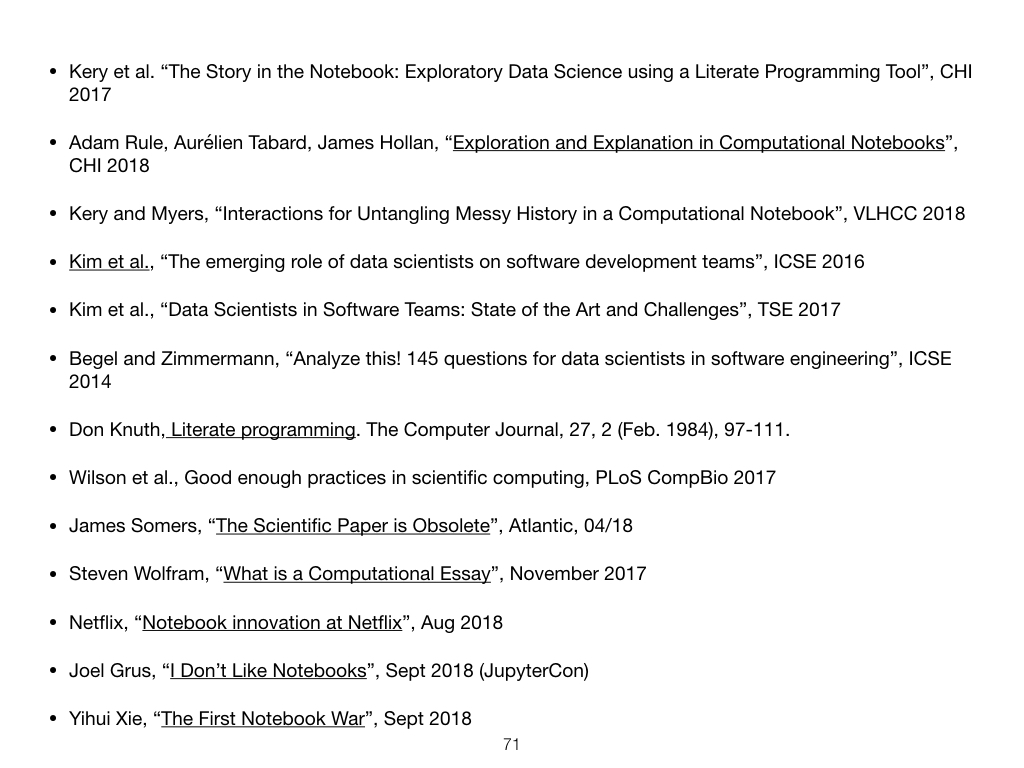 • Kery et al. “The Story in the Notebook: Exploratory Data Science using a Literate Programming Tool”, CHI
2017
• Adam Rule, Aurélien Tabard, James Hollan, “Exploration and Explanation in Computational Notebooks”,
CHI 2018
• Kery and Myers, “Interactions for Untangling Messy History in a Computational Notebook”, VLHCC 2018
• Kim et al., “The emerging role of data scientists on software development teams”, ICSE 2016
• Kim et al., “Data Scientists in Software Teams: State of the Art and Challenges”, TSE 2017
• Begel and Zimmermann, “Analyze this! 145 questions for data scientists in software engineering”, ICSE
2014
• Don Knuth, Literate programming. The Computer Journal, 27, 2 (Feb. 1984), 97-111.
• Wilson et al., Good enough practices in scientific computing, PLoS CompBio 2017
• James Somers, “The Scientific Paper is Obsolete”, Atlantic, 04/18
• Steven Wolfram, “What is a Computational Essay”, November 2017
• Netflix, “Notebook innovation at Netflix”, Aug 2018
• Joel Grus, “I Don’t Like Notebooks”, Sept 2018 (JupyterCon)
• Yihui Xie, “The First Notebook War”, Sept 2018
71